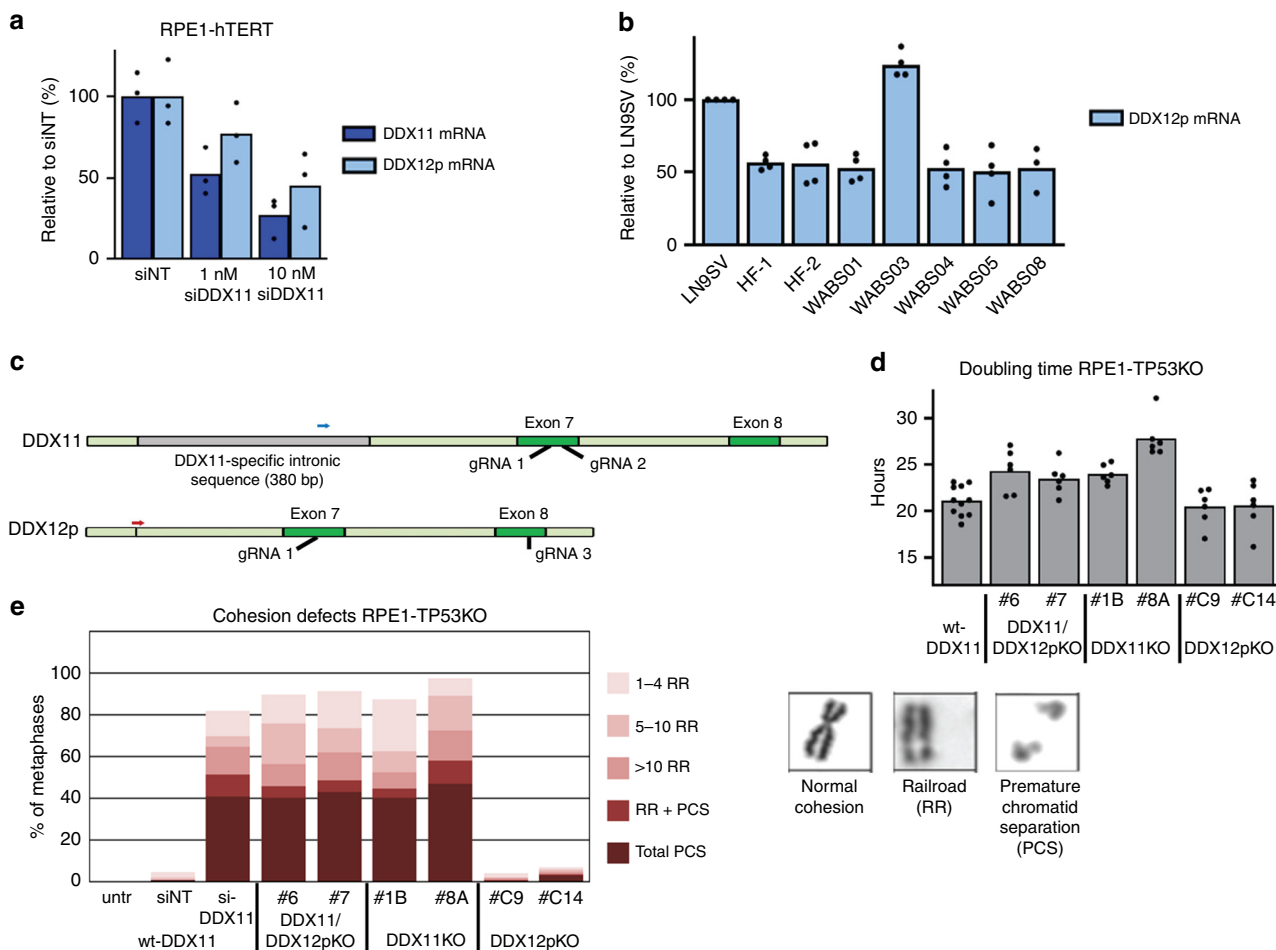 a
RPE1-hTERT
Relative to siNT (%)
100
50
0
siNT
1 nM
siDDX11
10 nM
siDDX11
DDX11 mRNA
DDX12p mRNA
b
Relative to LN9SV (%)
100
50
0
LN9SV
HF-1
HF-2
WABS01
WABS03
WABS04
WABS05
WABS08
DDX12p mRNA
c
DDX11
Exon 7
Exon 8
DDX11-specific intronic
sequence (380 bp)
gRNA 1
gRNA 2
DDX12p
Exon 7
Exon 8
gRNA 1
gRNA 3
d
Doubling time RPE1-TP53KO
Hours
30
25
20
15
#6
#7
#1B
#8A
#C9
#C14
wt-
DDX11
DDX11/
DDX12pKO
DDX11KO
DDX12pKO
e
Cohesion defects RPE1-TP53KO
% of metaphases
100
80
60
40
20
0
untr
siNT
si-
DDX11
#6
#7
#1B
#8A
#C9
#C14
wt-DDX11
DDX11/
DDX12pKO
DDX11KO
DDX12pKO
1–4 RR
5–10 RR
>10 RR
RR + PCS
Total PCS
Normal
cohesion
Railroad
(RR)
Premature
chromatid
separation
(PCS)